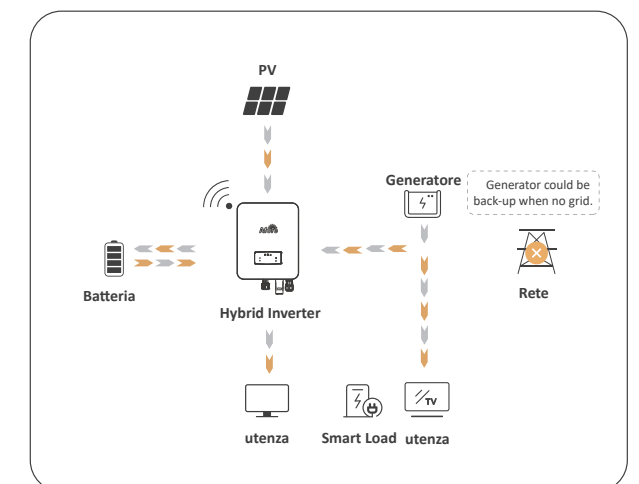 PV
Generatore
Generator could be
back-up when no grid.
Batteria
Hybrid Inverter
Rete
TV
utenza
Smart Load
utenza